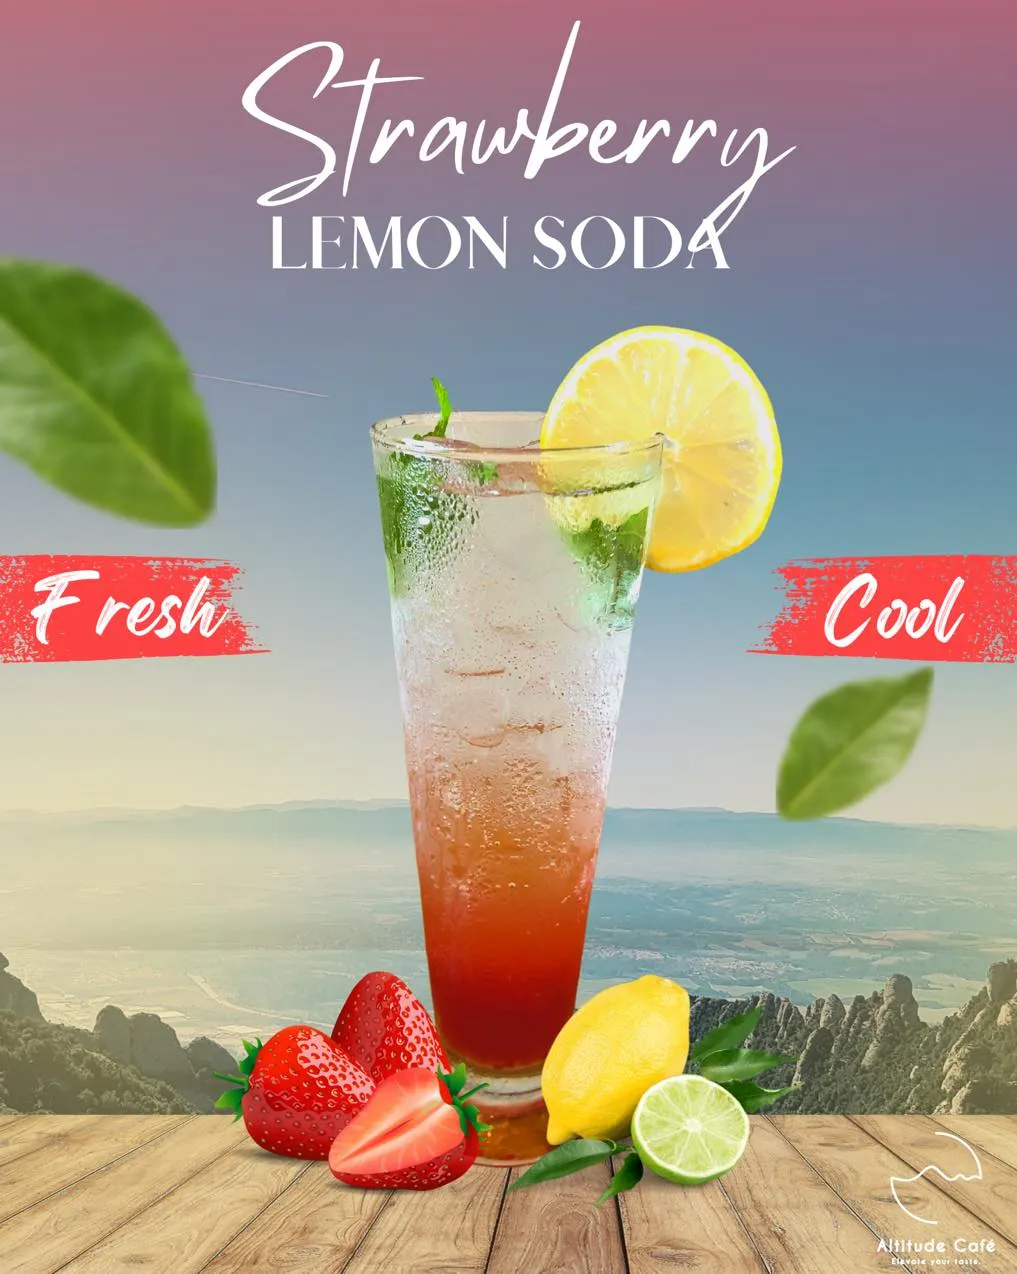 Strawberry
LEMON SODA
Fresh
Cool
Altitude Café
Elevate your taste.